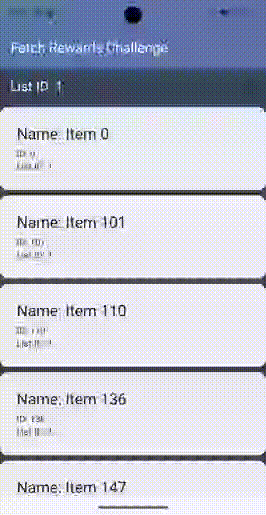 Fetch Rewards Challenge
List ID: 1
Name: Item 0
ID: 0
List ID: 1
Name: Item 101
ID: 101
List ID: 1
Name: Item 110
ID: 110
List ID: 1
Name: Item 136
ID: 136
List ID: 1
Name: Item 147